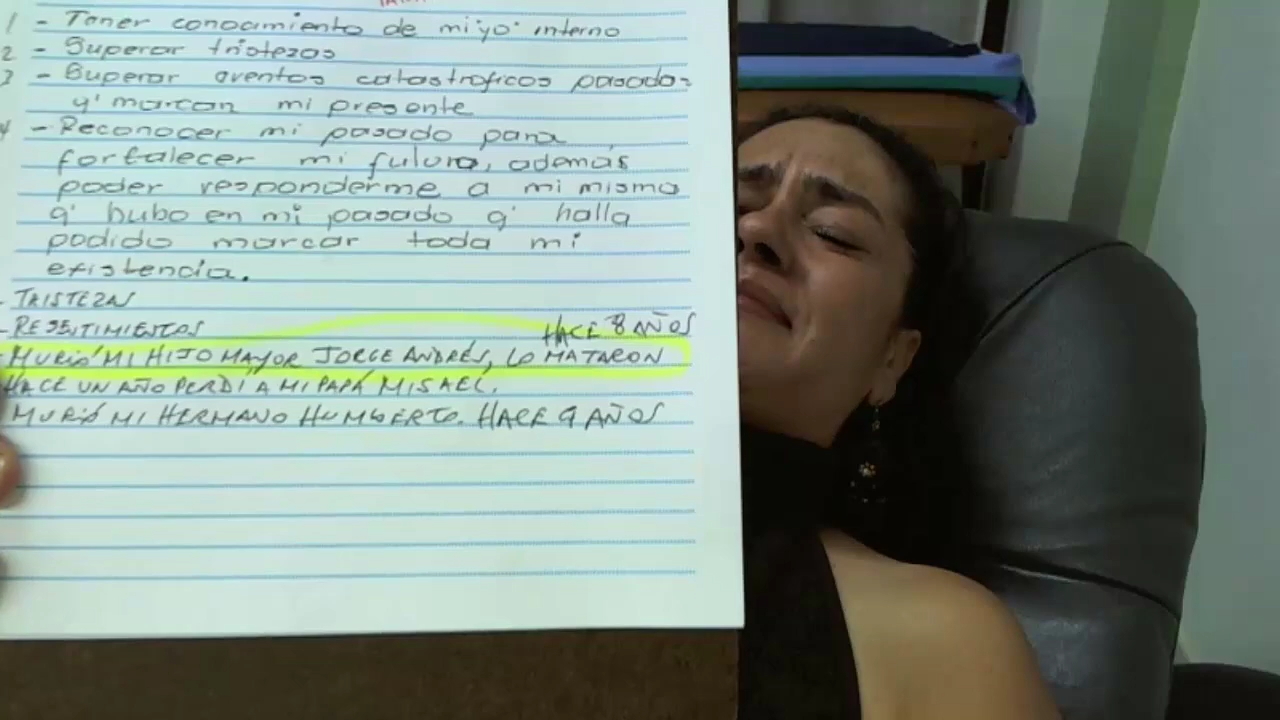 1 - Tener conocamiento de mi yo interno
2 - Superar tristezas
3 - Superar eventos catastroficos pasados
y' marcan mi presente
4 - Reconocer mi pasado para
fortalecer mi futuro, además
poder responderme a mi misma
q' hubo en mi pasado q' halla
podido marcar toda mi
existencia.
- TRISTEZAS
- RESENTIMIENTOS
HACE 8 AÑOS
- MURIÓ MI HIJO MAYOR JORGE ANDRÉS, LO MATARON
HACE UN AÑO PERDÍ A MI PAPÁ MISAEL.
MURIÓ MI HERMANO HUMBERTO. HACE 9 AÑOS